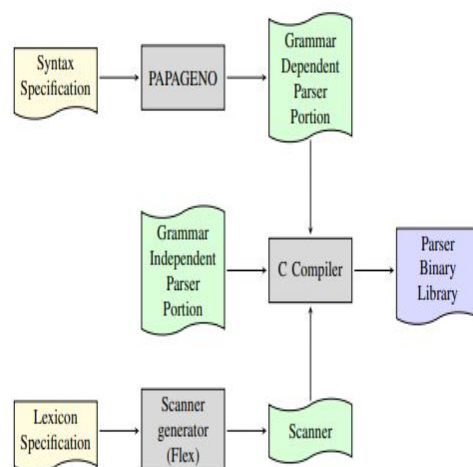 Syntax
Specification
PAPAGENO
Grammar
Dependent
Parser
Portion
Grammar
Independent
Parser
Portion
C Compiler
Parser
Binary
Library
Lexicon
Specification
Scanner
generator
(Flex)
Scanner